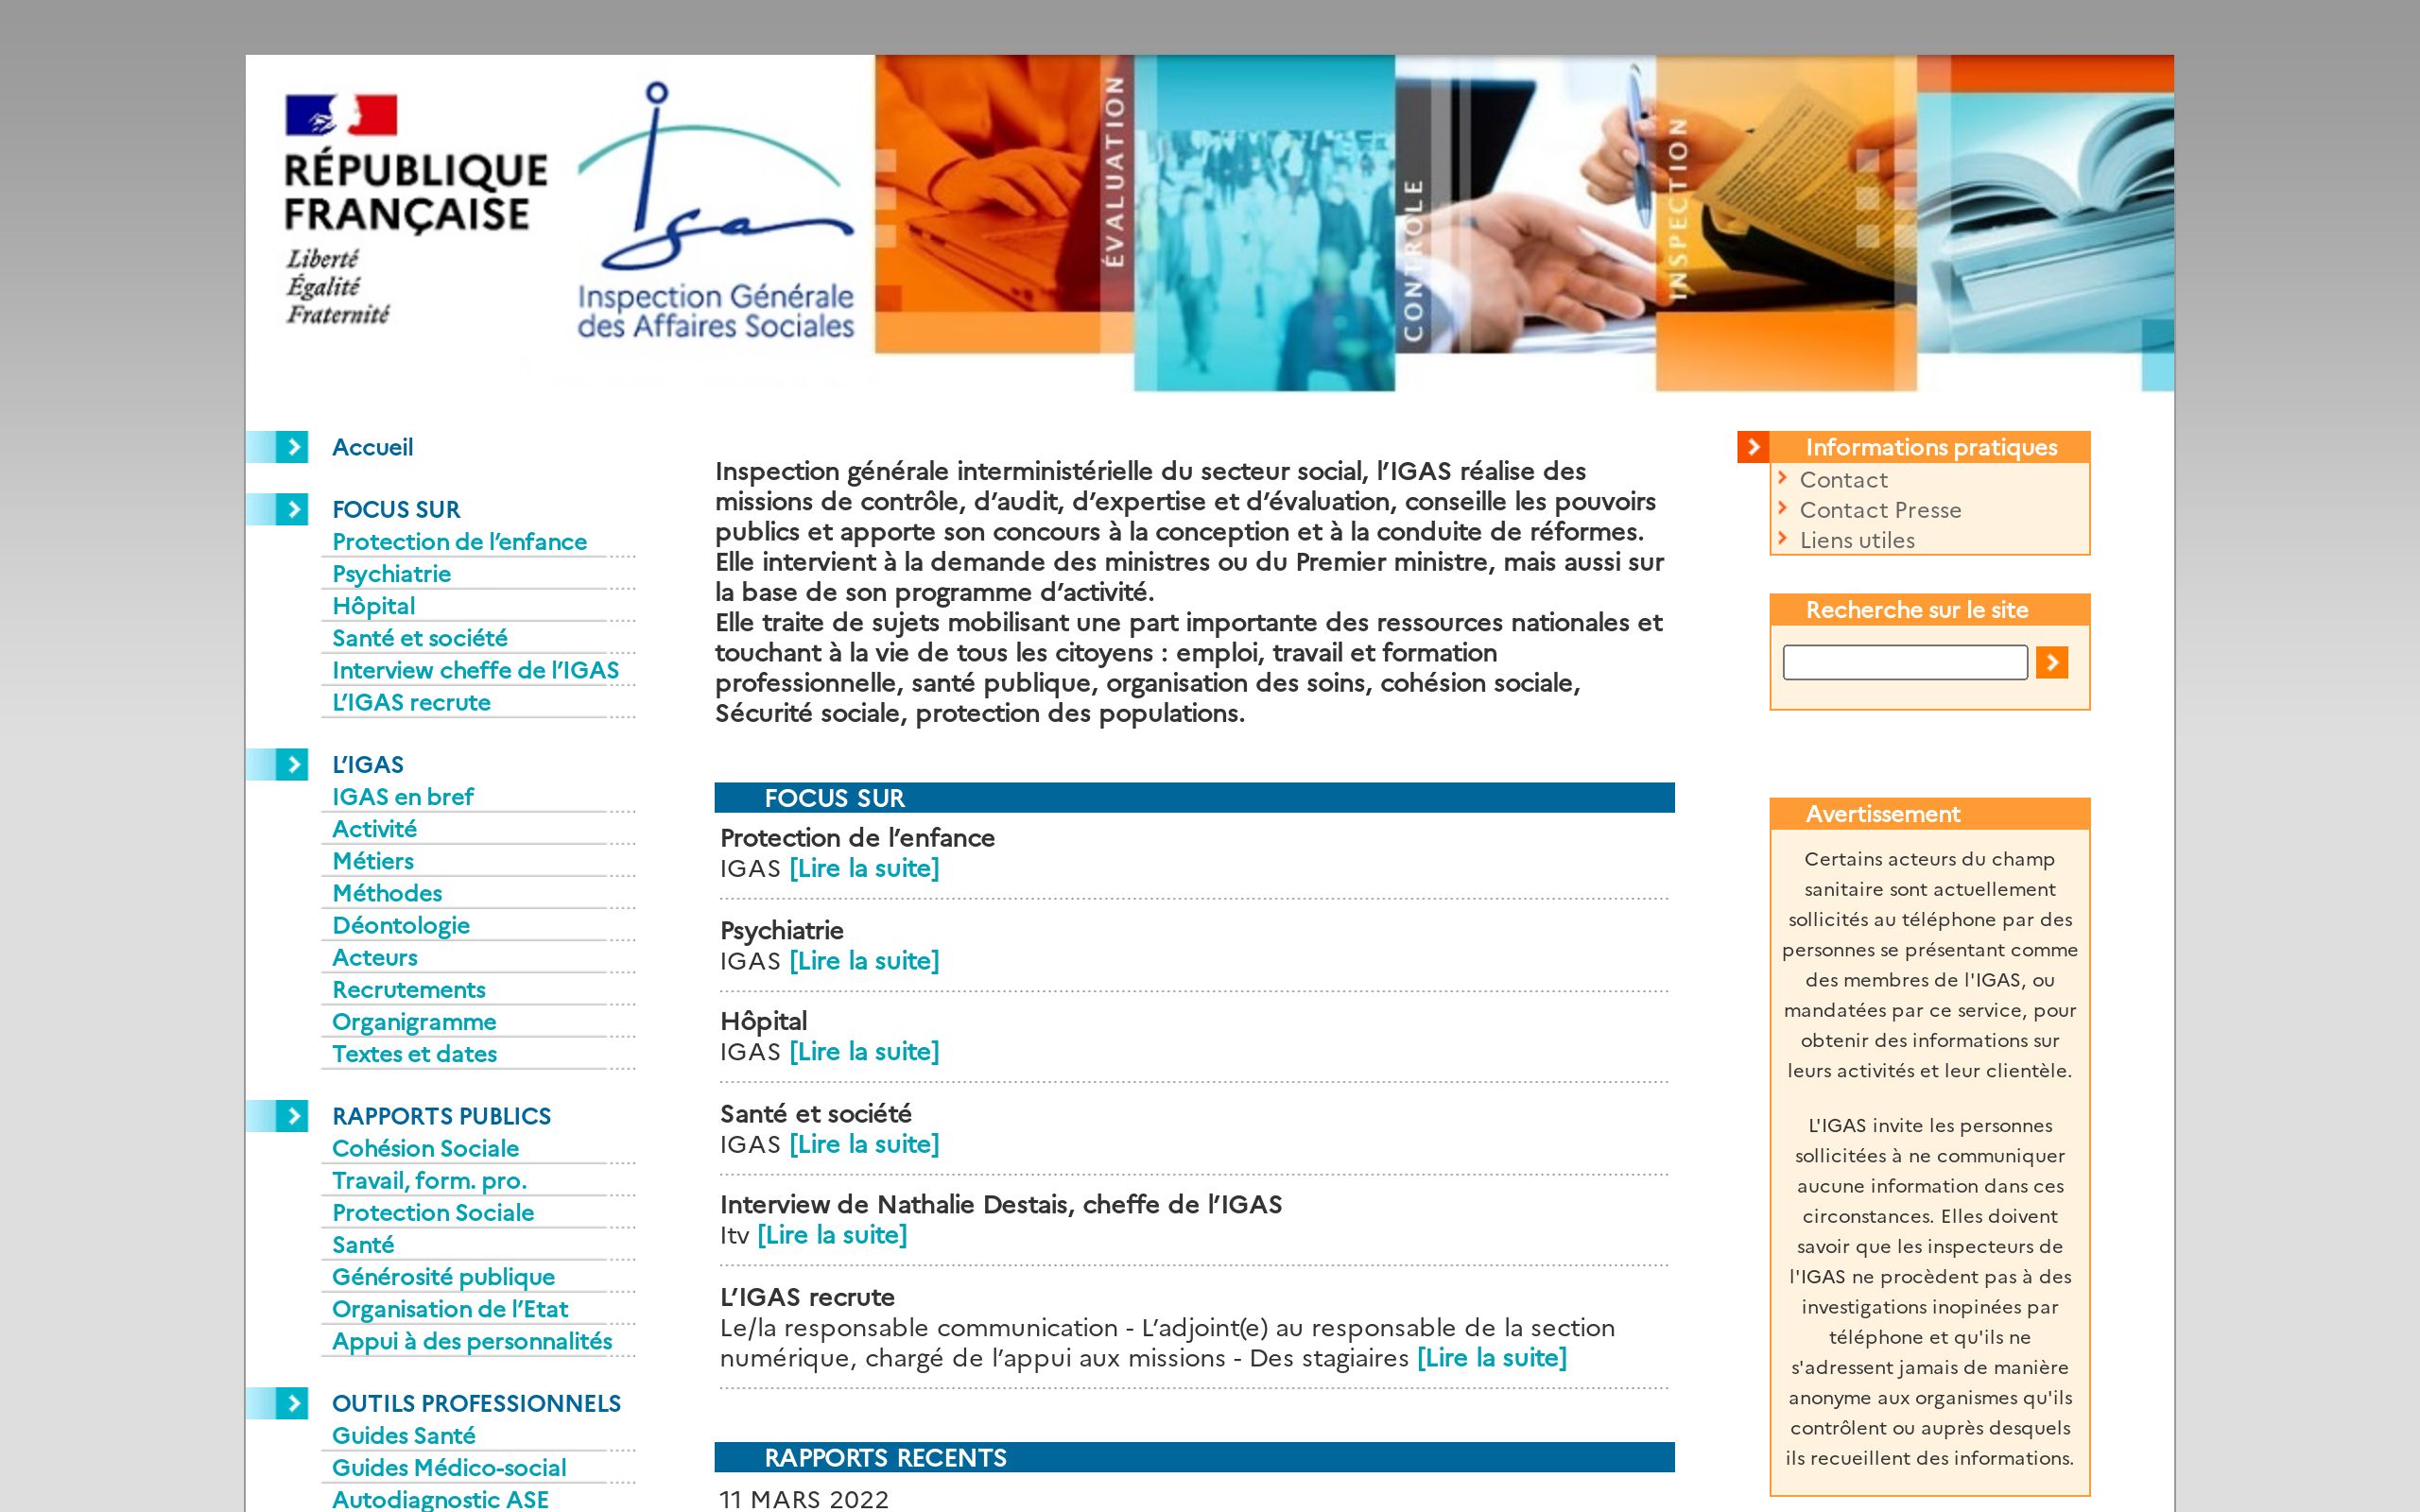 RÉPUBLIQUE
FRANÇAISE
Liberté
Égalité
Fraternité
Igas
Inspection Générale
des Affaires Sociales
ÉVALUATION
CONTROLE
INSPECTION
Accueil
FOCUS SUR
Protection de l’enfance
Psychiatrie
Hôpital
Santé et société
Interview cheffe de l’IGAS
L’IGAS recrute
L’IGAS
IGAS en bref
Activité
Métiers
Méthodes
Déontologie
Acteurs
Recrutements
Organigramme
Textes et dates
RAPPORTS PUBLICS
Cohésion Sociale
Travail, form. pro.
Protection Sociale
Santé
Générosité publique
Organisation de l’Etat
Appui à des personnalités
OUTILS PROFESSIONNELS
Guides Santé
Guides Médico-social
Autodiagnostic ASE
Inspection générale interministérielle du secteur social, l’IGAS réalise des
missions de contrôle, d’audit, d’expertise et d’évaluation, conseille les pouvoirs
publics et apporte son concours à la conception et à la conduite de réformes.
Elle intervient à la demande des ministres ou du Premier ministre, mais aussi sur
la base de son programme d’activité.
Elle traite de sujets mobilisant une part importante des ressources nationales et
touchant à la vie de tous les citoyens : emploi, travail et formation
professionnelle, santé publique, organisation des soins, cohésion sociale,
Sécurité sociale, protection des populations.
FOCUS SUR
Protection de l’enfance
IGAS [Lire la suite]
Psychiatrie
IGAS [Lire la suite]
Hôpital
IGAS [Lire la suite]
Santé et société
IGAS [Lire la suite]
Interview de Nathalie Destais, cheffe de l’IGAS
Itv [Lire la suite]
L’IGAS recrute
Le/la responsable communication - L’adjoint(e) au responsable de la section
numérique, chargé de l’appui aux missions - Des stagiaires [Lire la suite]
RAPPORTS RECENTS
11 MARS 2022
Informations pratiques
Contact
Contact Presse
Liens utiles
Recherche sur le site
Avertissement
Certains acteurs du champ
sanitaire sont actuellement
sollicités au téléphone par des
personnes se présentant comme
des membres de l'IGAS, ou
mandatées par ce service, pour
obtenir des informations sur
leurs activités et leur clientèle.
L'IGAS invite les personnes
sollicitées à ne communiquer
aucune information dans ces
circonstances. Elles doivent
savoir que les inspecteurs de
l'IGAS ne procèdent pas à des
investigations inopinées par
téléphone et qu'ils ne
s'adressent jamais de manière
anonyme aux organismes qu'ils
contrôlent ou auprès desquels
ils recueillent des informations.